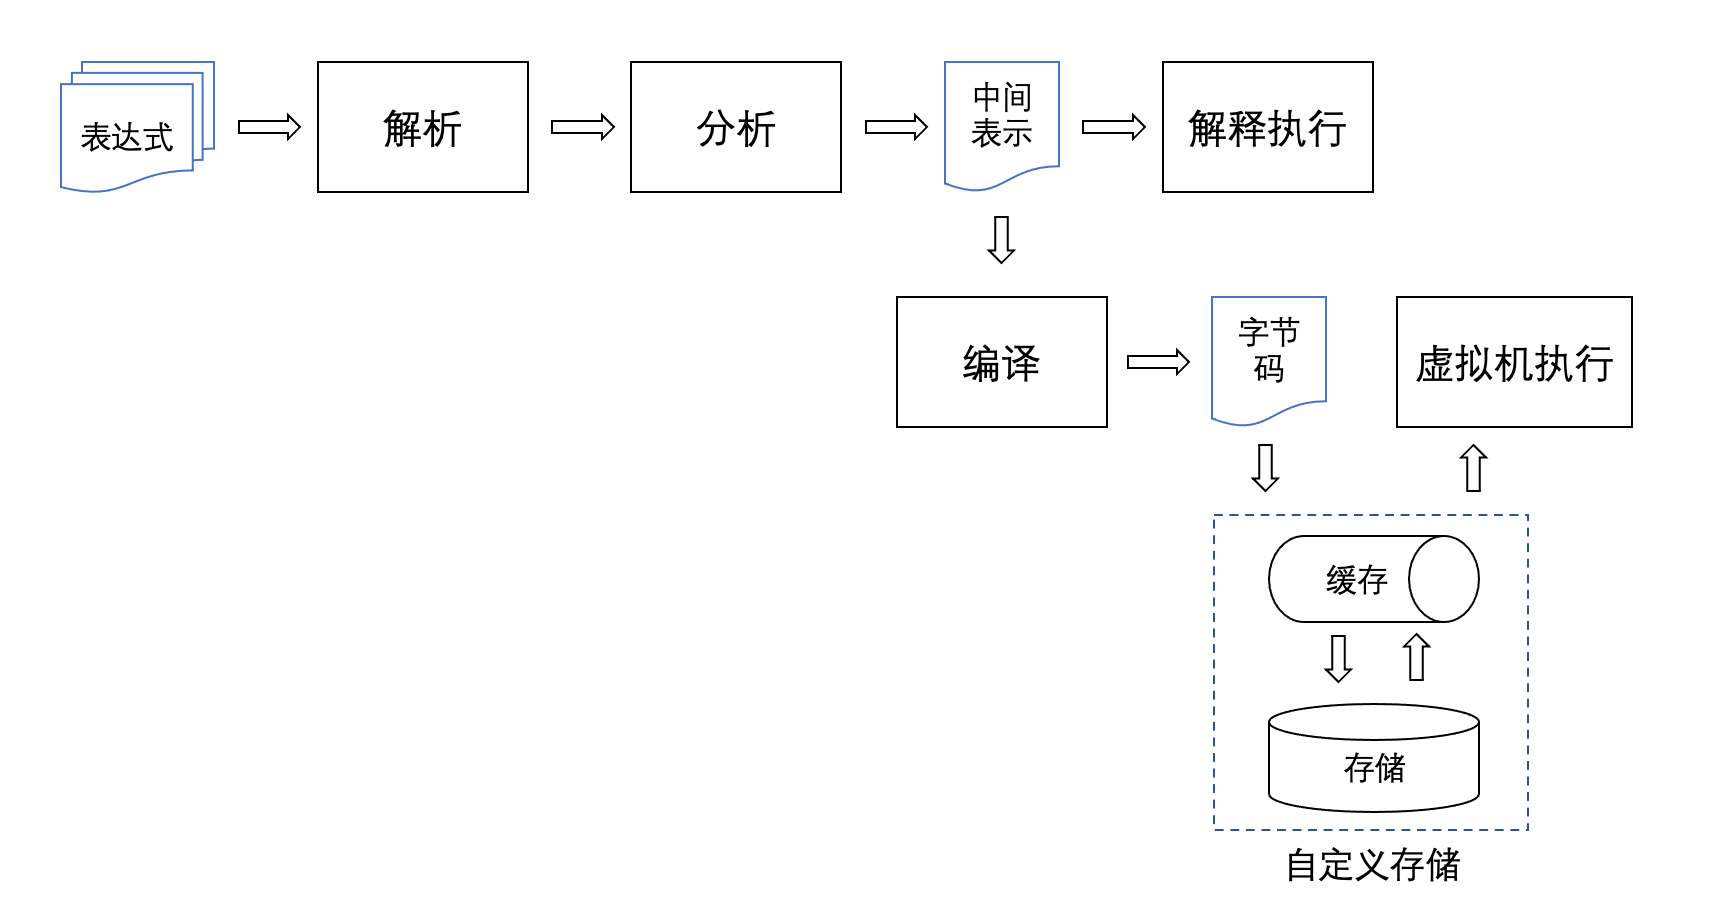 表达式
解析
分析
中间
表示
解释执行
编译
字节
码
虚拟机执行
缓存
存储
自定义存储